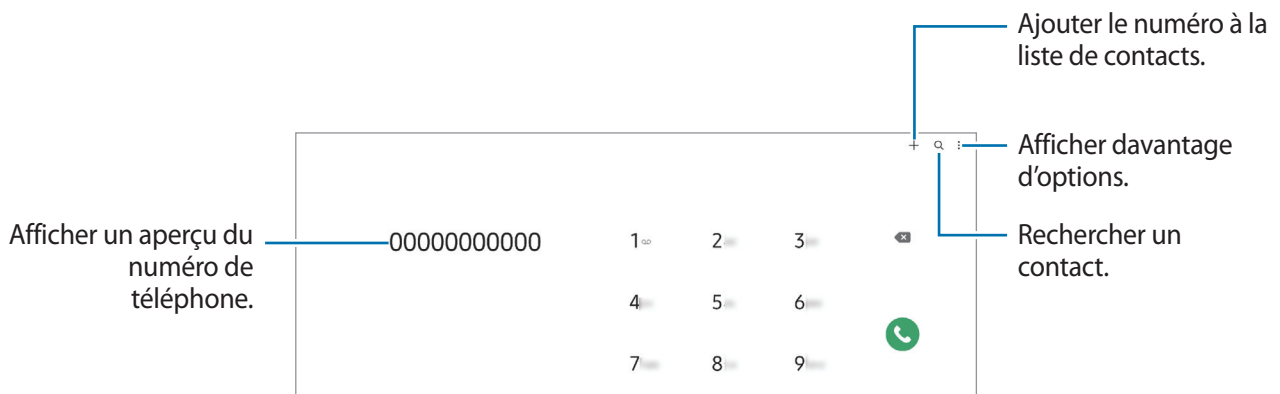 Ajouter le numéro à la
liste de contacts.
Afficher davantage
d'options.
Afficher un aperçu du
numéro de
téléphone.
00000000000
1 2 3
Rechercher un
contact.
4 5 6
7 8 9